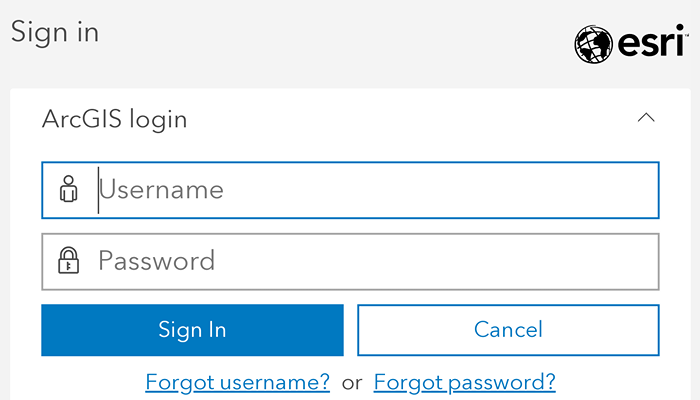 Sign in
esri
ArcGIS login
Username
Password
Sign In Cancel
Forgot username? or Forgot password?